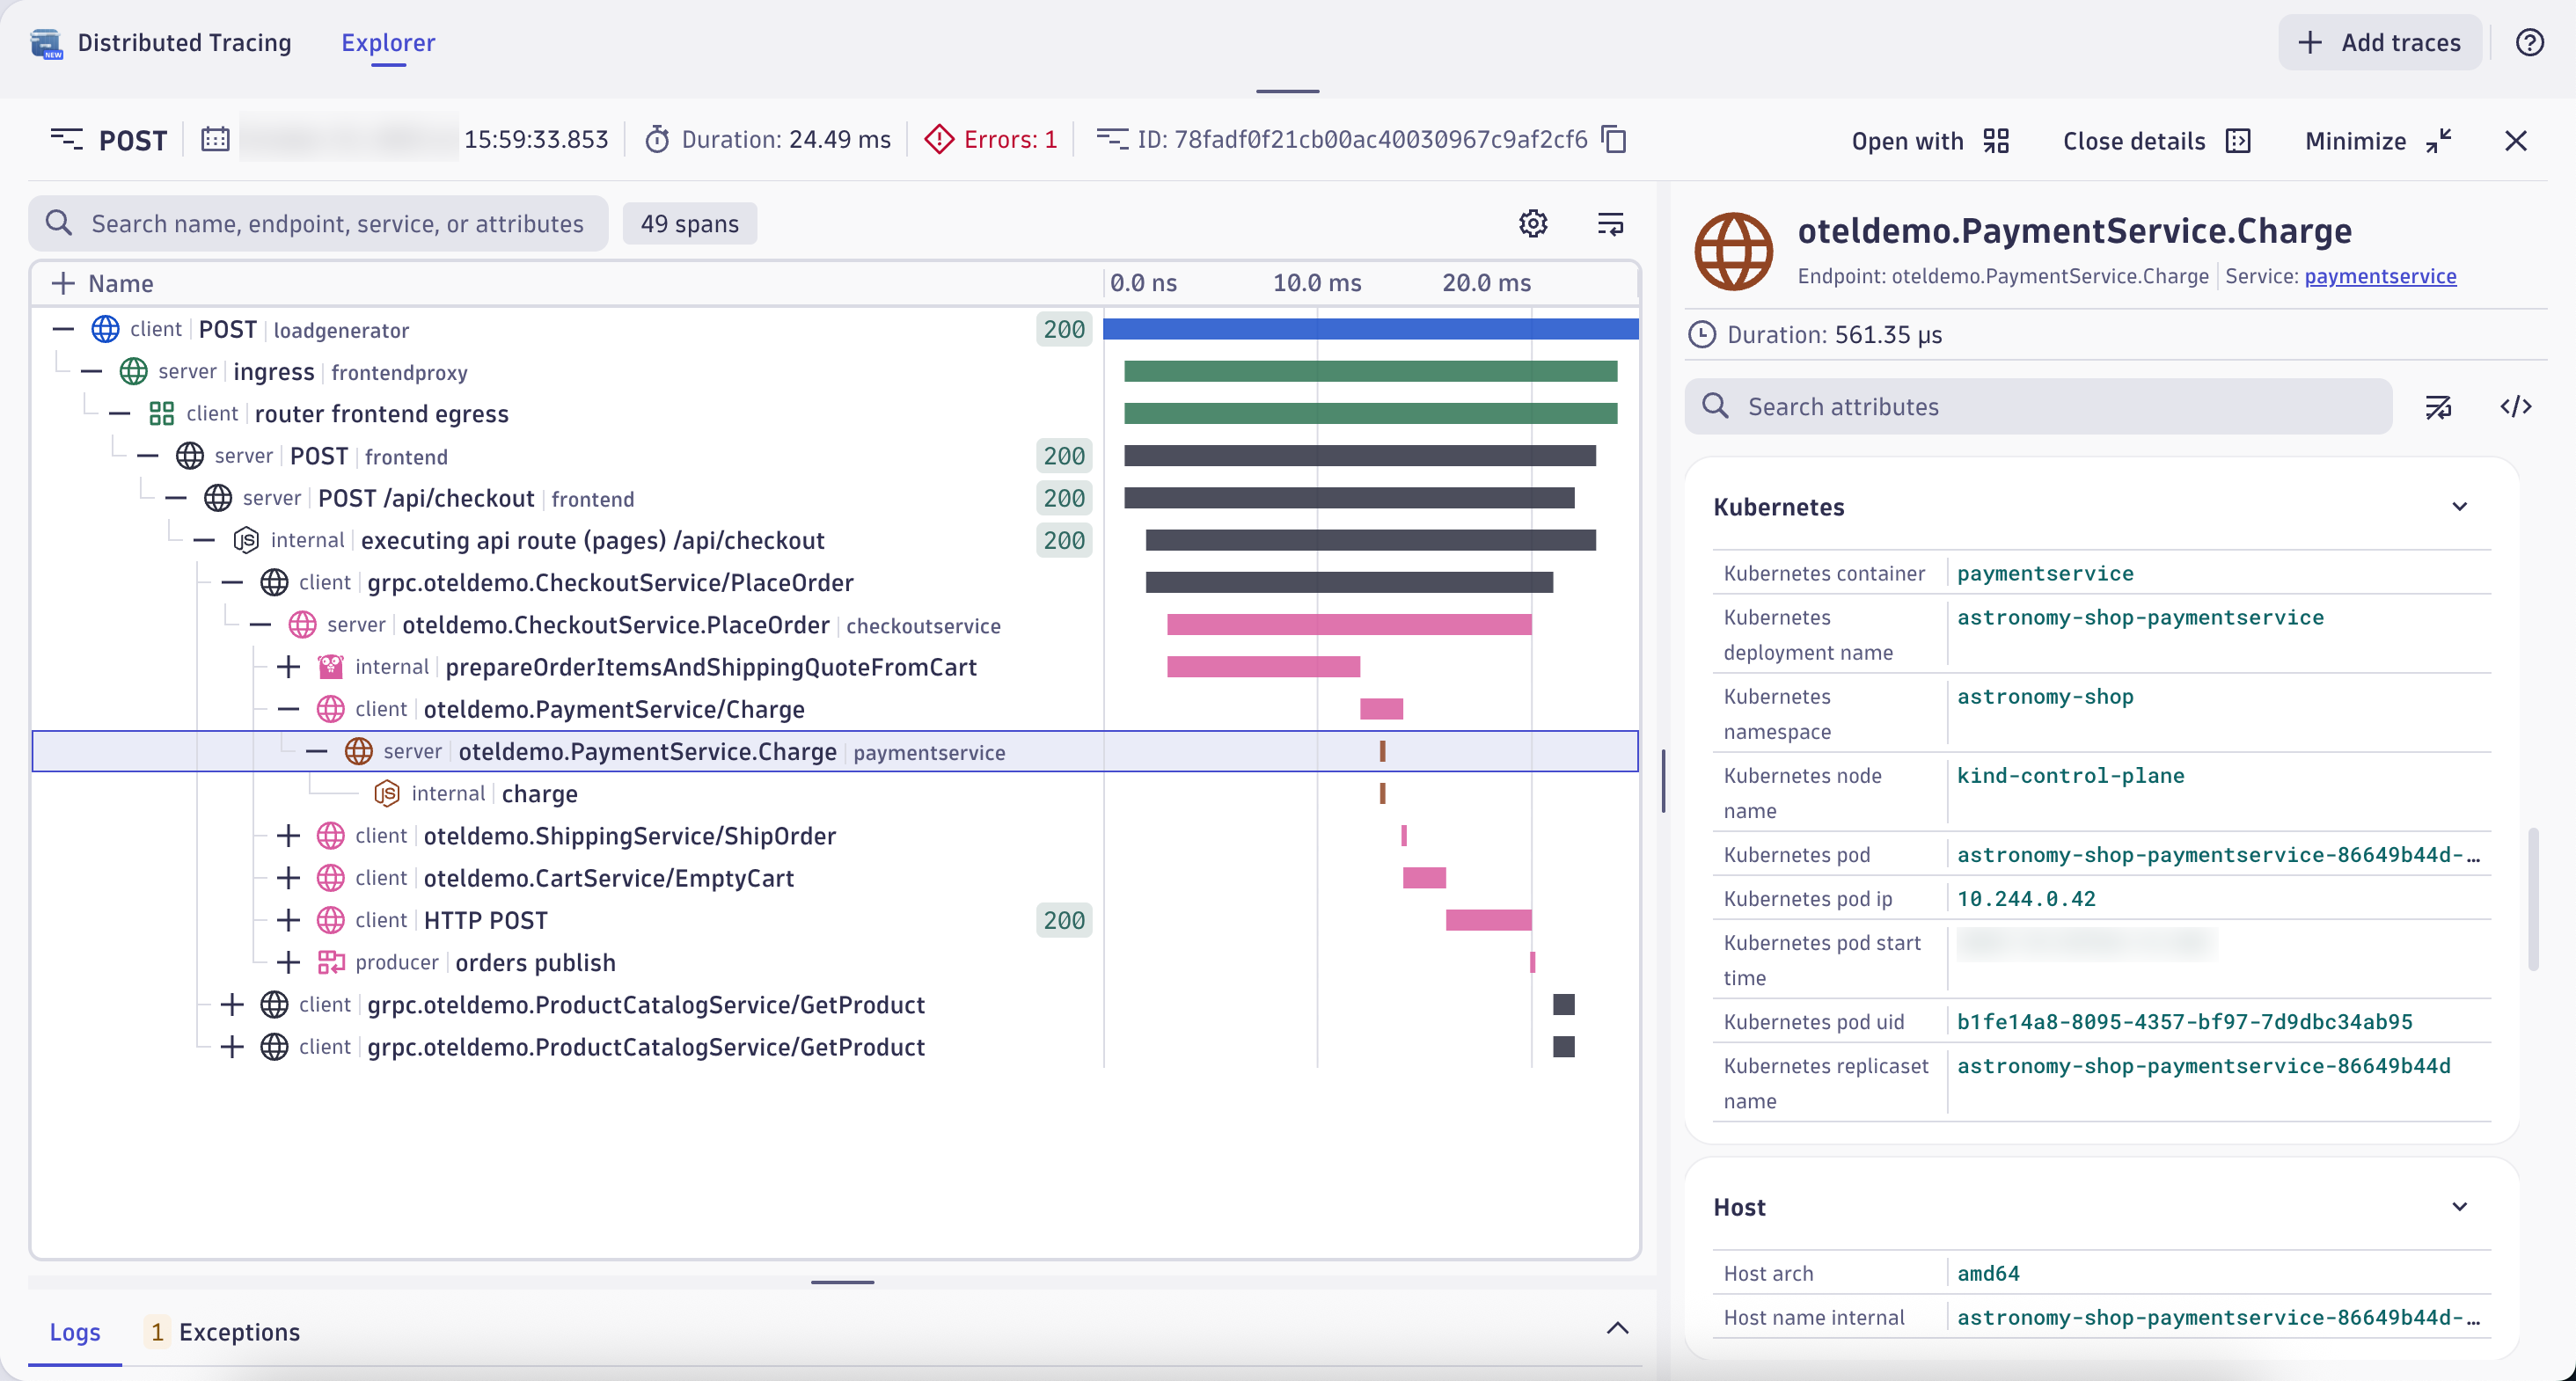 Distributed Tracing Explorer + Add traces
NEW
POST 15:59:33.853 Duration: 24.49 ms Errors: 1 ID: 78fadf0f21cb00ac40030967c9af2cf6 Open with Close details Minimize
Search name, endpoint, service, or attributes 49 spans
Name 0.0 ns 10.0 ms 20.0 ms
client POST loadgenerator 200
server ingress frontendproxy
client router frontend egress
server POST frontend 200
server POST /api/checkout frontend 200
JS internal executing api route (pages) /api/checkout 200
client grpc.oteldemo.CheckoutService/PlaceOrder
server oteldemo.CheckoutService.PlaceOrder checkoutservice
internal prepareOrderItemsAndShippingQuoteFromCart
client oteldemo.PaymentService/Charge
server oteldemo.PaymentService.Charge paymentservice
JS internal charge
client oteldemo.ShippingService/ShipOrder
client oteldemo.CartService/EmptyCart
client HTTP POST 200
producer orders publish
client grpc.oteldemo.ProductCatalogService/GetProduct
client grpc.oteldemo.ProductCatalogService/GetProduct
Logs 1 Exceptions
oteldemo.PaymentService.Charge
Endpoint: oteldemo.PaymentService.Charge Service: paymentservice
Duration: 561.35 µs
Search attributes </>
Kubernetes
Kubernetes container paymentservice
Kubernetes deployment name astronomy-shop-paymentservice
Kubernetes namespace astronomy-shop
Kubernetes node name kind-control-plane
Kubernetes pod astronomy-shop-paymentservice-86649b44d-…
Kubernetes pod ip 10.244.0.42
Kubernetes pod start time
Kubernetes pod uid b1fe14a8-8095-4357-bf97-7d9dbc34ab95
Kubernetes replicaset name astronomy-shop-paymentservice-86649b44d
Host
Host arch amd64
Host name internal astronomy-shop-paymentservice-86649b44d-…